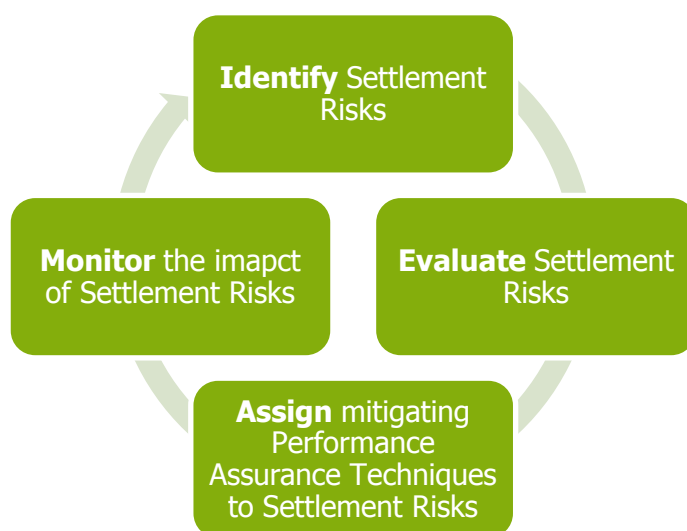 Identify Settlement
Risks
Evaluate Settlement
Risks
Assign mitigating
Performance
Assurance Techniques
to Settlement Risks
Monitor the imapct
of Settlement Risks